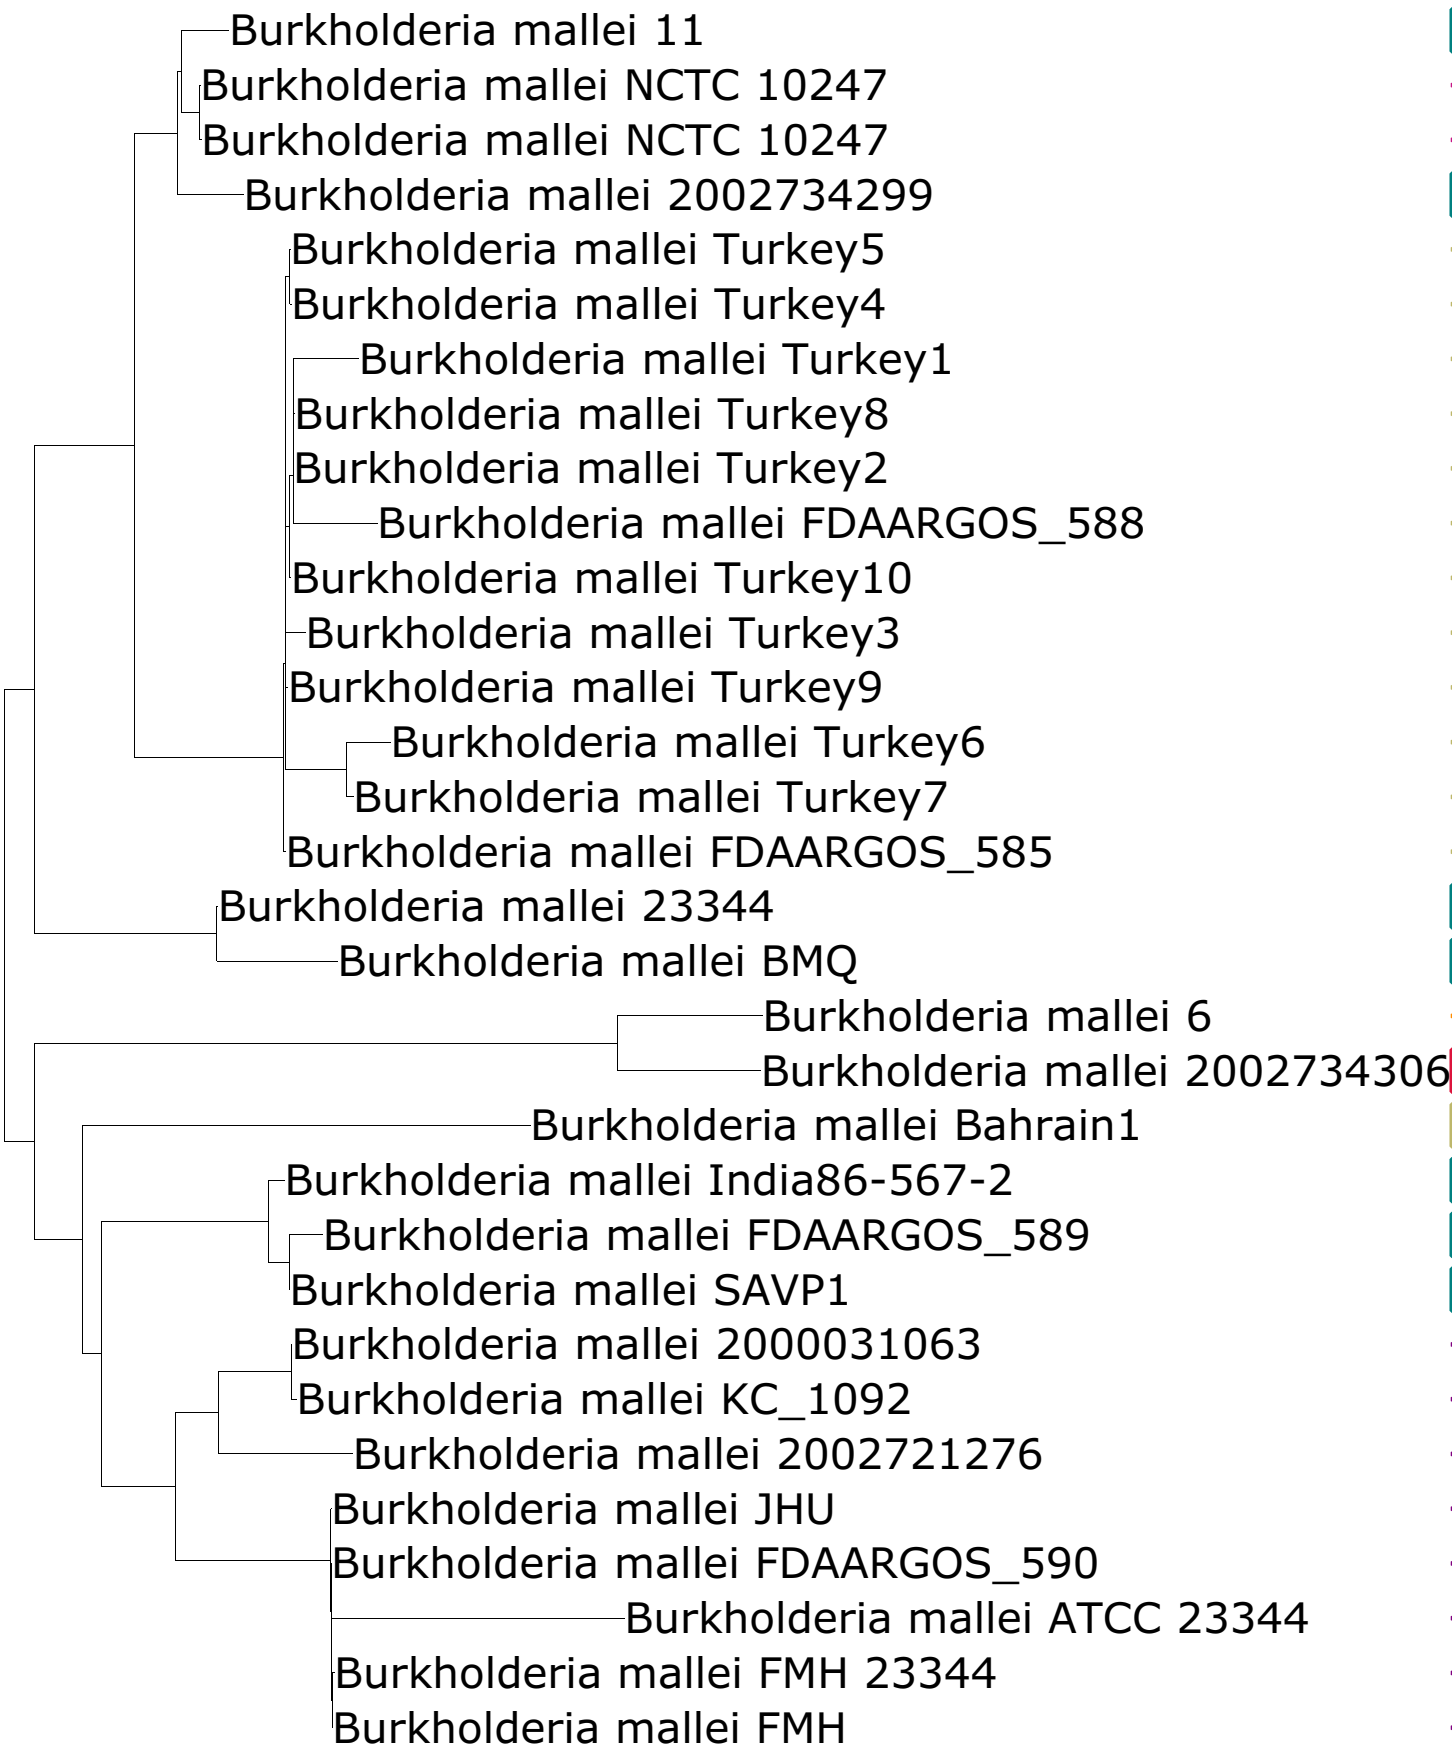 Burkholderia mallei 11
Burkholderia mallei NCTC 10247
Burkholderia mallei NCTC 10247
Burkholderia mallei 2002734299
Burkholderia mallei Turkey5
Burkholderia mallei Turkey4
Burkholderia mallei Turkey1
Burkholderia mallei Turkey8
Burkholderia mallei Turkey2
Burkholderia mallei FDAARGOS_588
Burkholderia mallei Turkey10
Burkholderia mallei Turkey3
Burkholderia mallei Turkey9
Burkholderia mallei Turkey6
Burkholderia mallei Turkey7
Burkholderia mallei FDAARGOS_585
Burkholderia mallei 23344
Burkholderia mallei BMQ
Burkholderia mallei 6
Burkholderia mallei 2002734306
Burkholderia mallei Bahrain1
Burkholderia mallei India86-567-2
Burkholderia mallei FDAARGOS_589
Burkholderia mallei SAVP1
Burkholderia mallei 2000031063
Burkholderia mallei KC_1092
Burkholderia mallei 2002721276
Burkholderia mallei JHU
Burkholderia mallei FDAARGOS_590
Burkholderia mallei ATCC 23344
Burkholderia mallei FMH 23344
Burkholderia mallei FMH